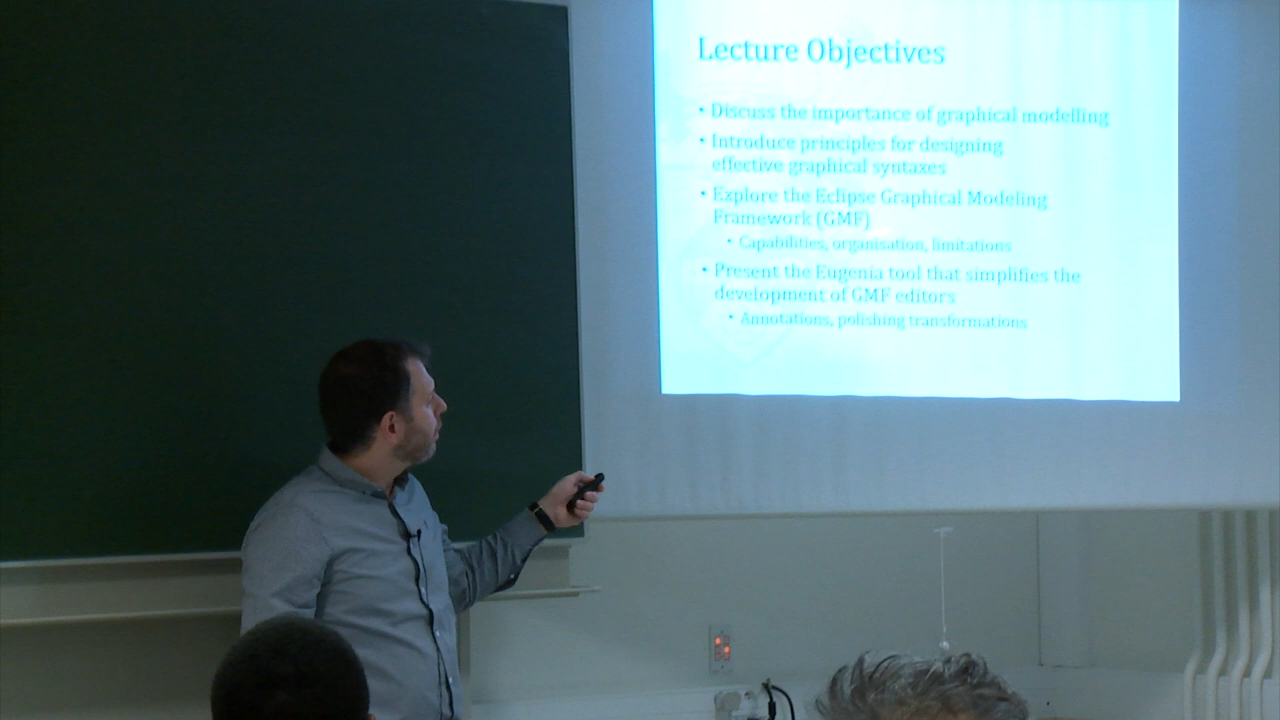 Lecture Objectives
• Discuss the importance of graphical modelling
• Introduce principles for designing
effective graphical syntaxes
• Explore the Eclipse Graphical Modeling
Framework (GMF)
• Capabilities, organisation, limitations
• Present the Eugenia tool that simplifies the
development of GMF editors
• Annotations, polishing transformations